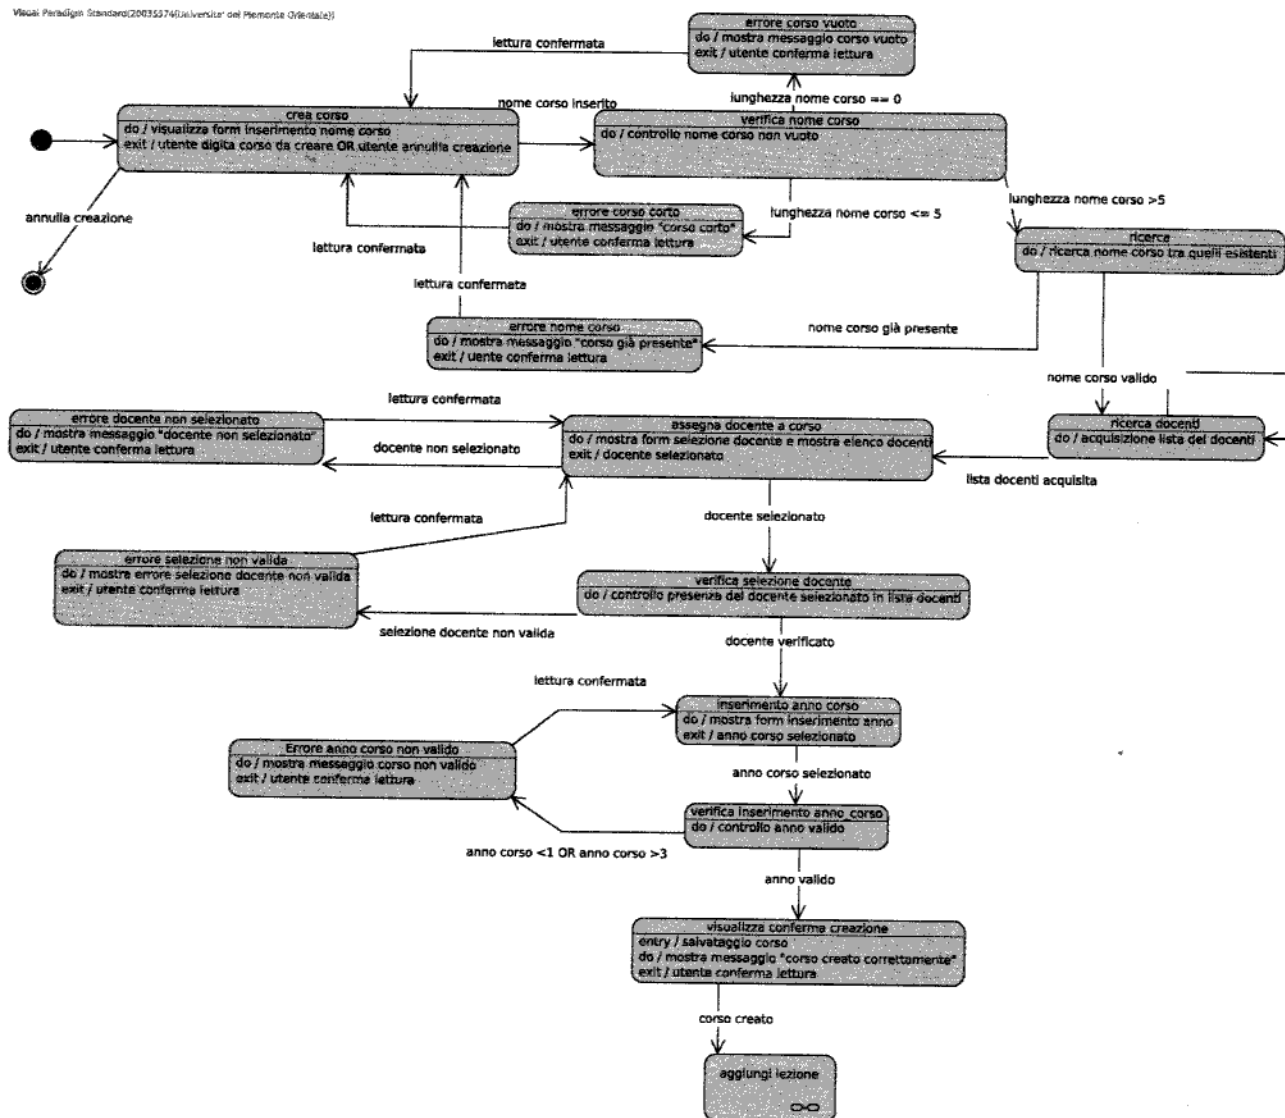 Visual Paradigm Standard(20035574(Universita' del Piemonte Orientale))
errore corso vuoto
do / mostra messaggio corso vuoto
exit / utente conferma lettura
lettura confermata
lunghezza nome corso == 0
nome corso inserito
crea corso
do / visualizza form inserimento nome corso
exit / utente digita corso da creare OR utente annullla creazione
verifica nome corso
do / controllo nome corso non vuoto
annulla creazione
lunghezza nome corso >5
lunghezza nome corso <= 5
errore corso corto
do / mostra messaggio "corso corto"
exit / utente conferma lettura
lettura confermata
ricerca
do / ricerca nome corso tra quelli esistenti
lettura confermata
errore nome corso
do / mostra messaggio "corso già presente"
exit / uente conferma lettura
nome corso già presente
nome corso valido
lettura confermata
errore docente non selezionato
do / mostra messaggio "docente non selezionato"
exit / utente conferma lettura
docente non selezionato
assegna docente a corso
do / mostra form selezione docente e mostra elenco docenti
exit / docente selezionato
ricerca docenti
do / acquisizione lista dei docenti
lista docenti acquisita
lettura confermata
docente selezionato
errore selezione non valida
do / mostra errore selezione docente non valida
exit / utente conferma lettura
verifica selezione docente
do / controllo presenza del docente selezionato in lista docenti
selezione docente non valida
docente verificato
lettura confermata
inserimento anno corso
do / mostra form inserimento anno
exit / anno corso selezionato
Errore anno corso non valido
do / mostra messaggio corso non valido
exit / utente conferma lettura
anno corso selezionato
verifica inserimento anno_corso
do / controllo anno valido
anno corso <1 OR anno corso >3
anno valido
visualizza conferma creazione
entry / salvataggio corso
do / mostra messaggio "corso creato correttamente"
exit / utente conferma lettura
corso creato
aggiungi lezione